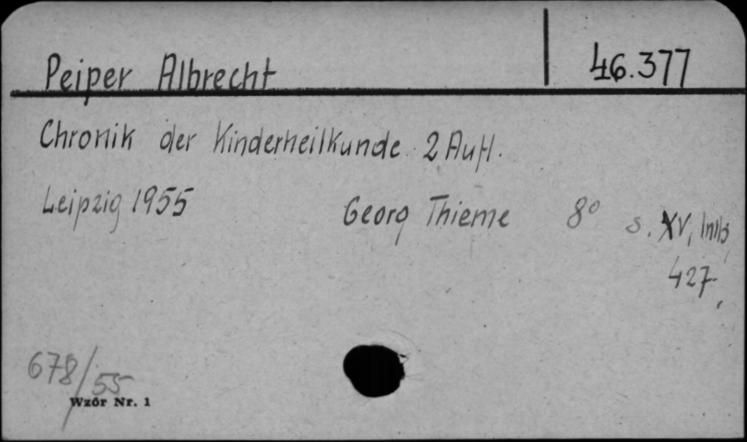 Peiper Albrecht 46.377
Chronik der Kinderheilkunde. 2 Aufl.
Leipzig 1955 Georg Thieme 8° s. XV,
427,
678/55
Wzór Nr. 1